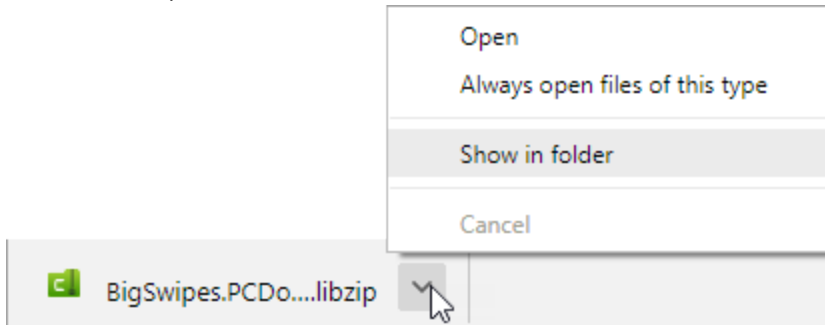 Open
Always open files of this type
Show in folder
Cancel
BigSwipes.PCDo....libzip